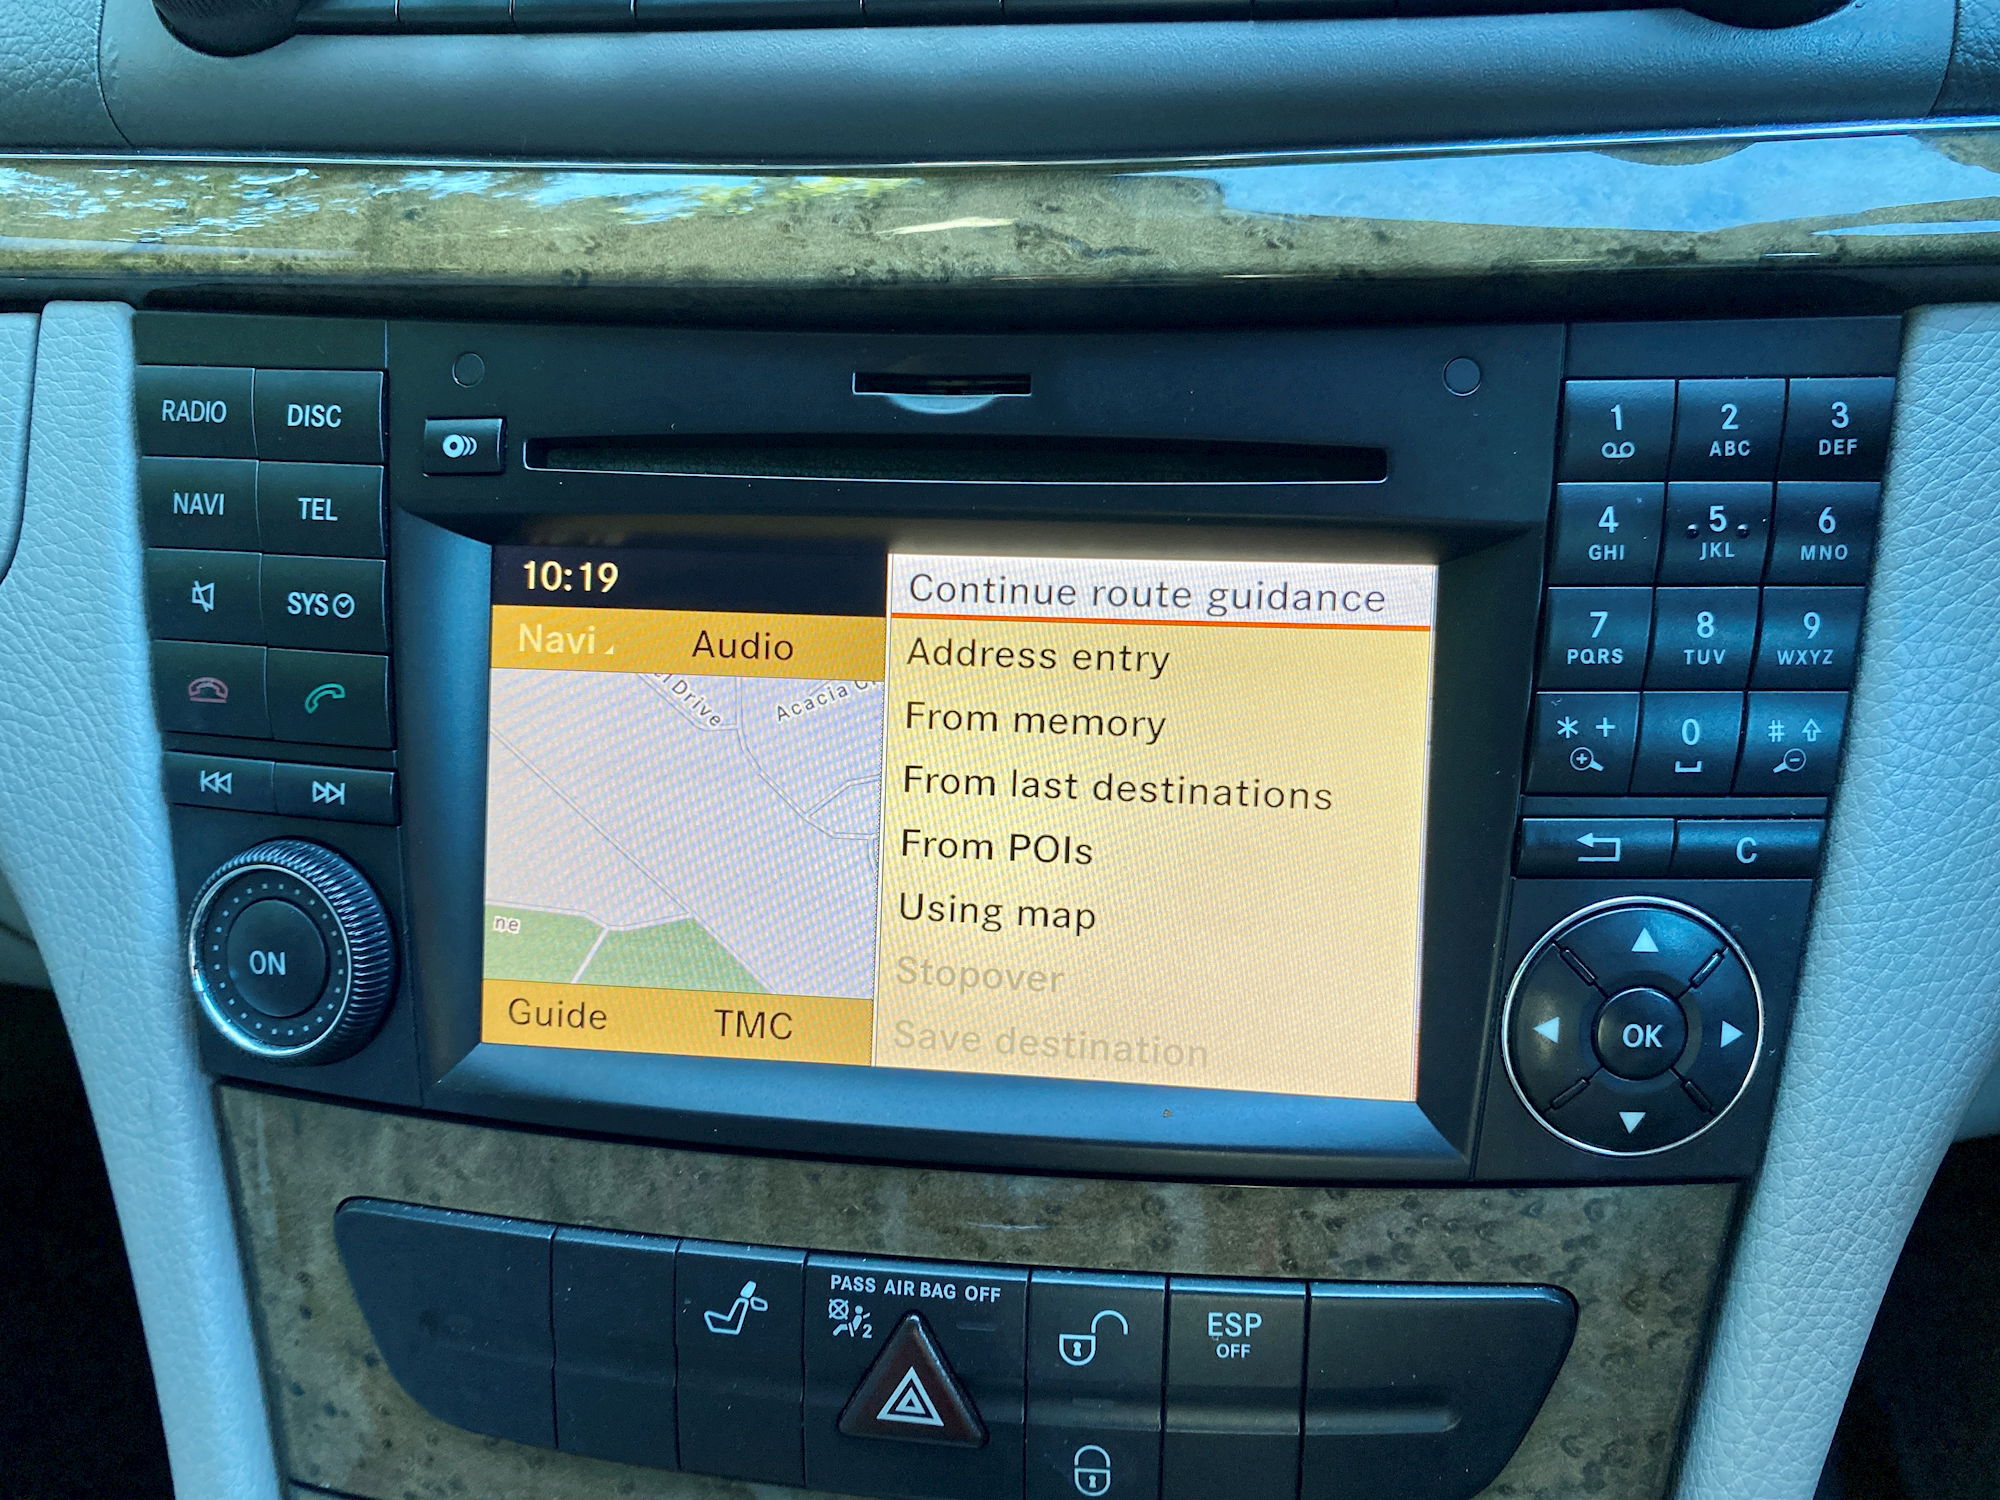 RADIO DISC
NAVI TEL
SYS
ON
10:19
Navi Audio
Drive
Acacia
ne
Guide TMC
Continue route guidance
Address entry
From memory
From last destinations
From POIs
Using map
Stopover
Save destination
1 2 ABC 3 DEF
4 GHI 5 JKL 6 MNO
7 PQRS 8 TUV 9 WXYZ
* + 0 #
C
OK
PASS AIR BAG OFF
2
ESP
OFF